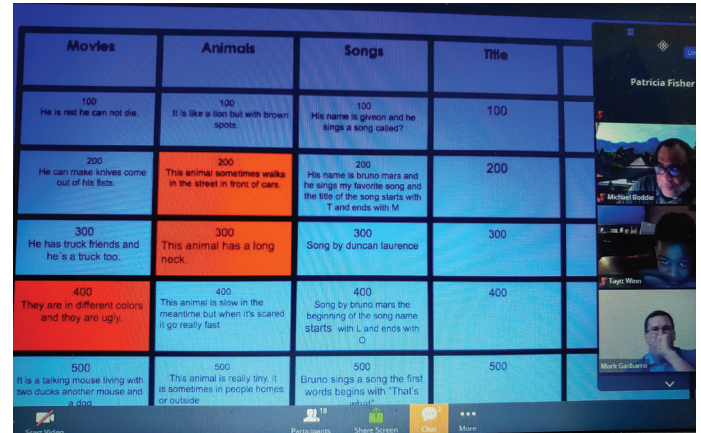 Movies
Animals
Songs
Title
100
He is red he can not die.
100
It is like a lion but with brown
spots.
100
His name is giveon and he
sings a song called?
100
200
He can make knives come
out of his fists.
200
This animal sometimes walks
in the street in front of cars.
200
His name is bruno mars and
he sings my favorite song and
the title of the song starts with
T and ends with M
200
300
He has truck friends and
he`s a truck too.
300
This animal has a long
neck.
300
Song by duncan laurence
300
400
They are in different colors
and they are ugly.
400
This animal is slow in the
meantime but when it's scared
it go really fast
400
Song by bruno mars the
beginning of the song name
starts with L and ends with
O
400
500
It is a talking mouse living with
two ducks another mouse and
a dog
500
This animal is really tiny, it
is sometimes in people homes
or outside
500
Bruno sings a song the first
words begins with "That's
what"
500
Un
Patricia Fisher
Michael Boddie
Taytt Winn
Mark Gasbarro
Start Video
18
Participants
Share Screen
2
Chat
More